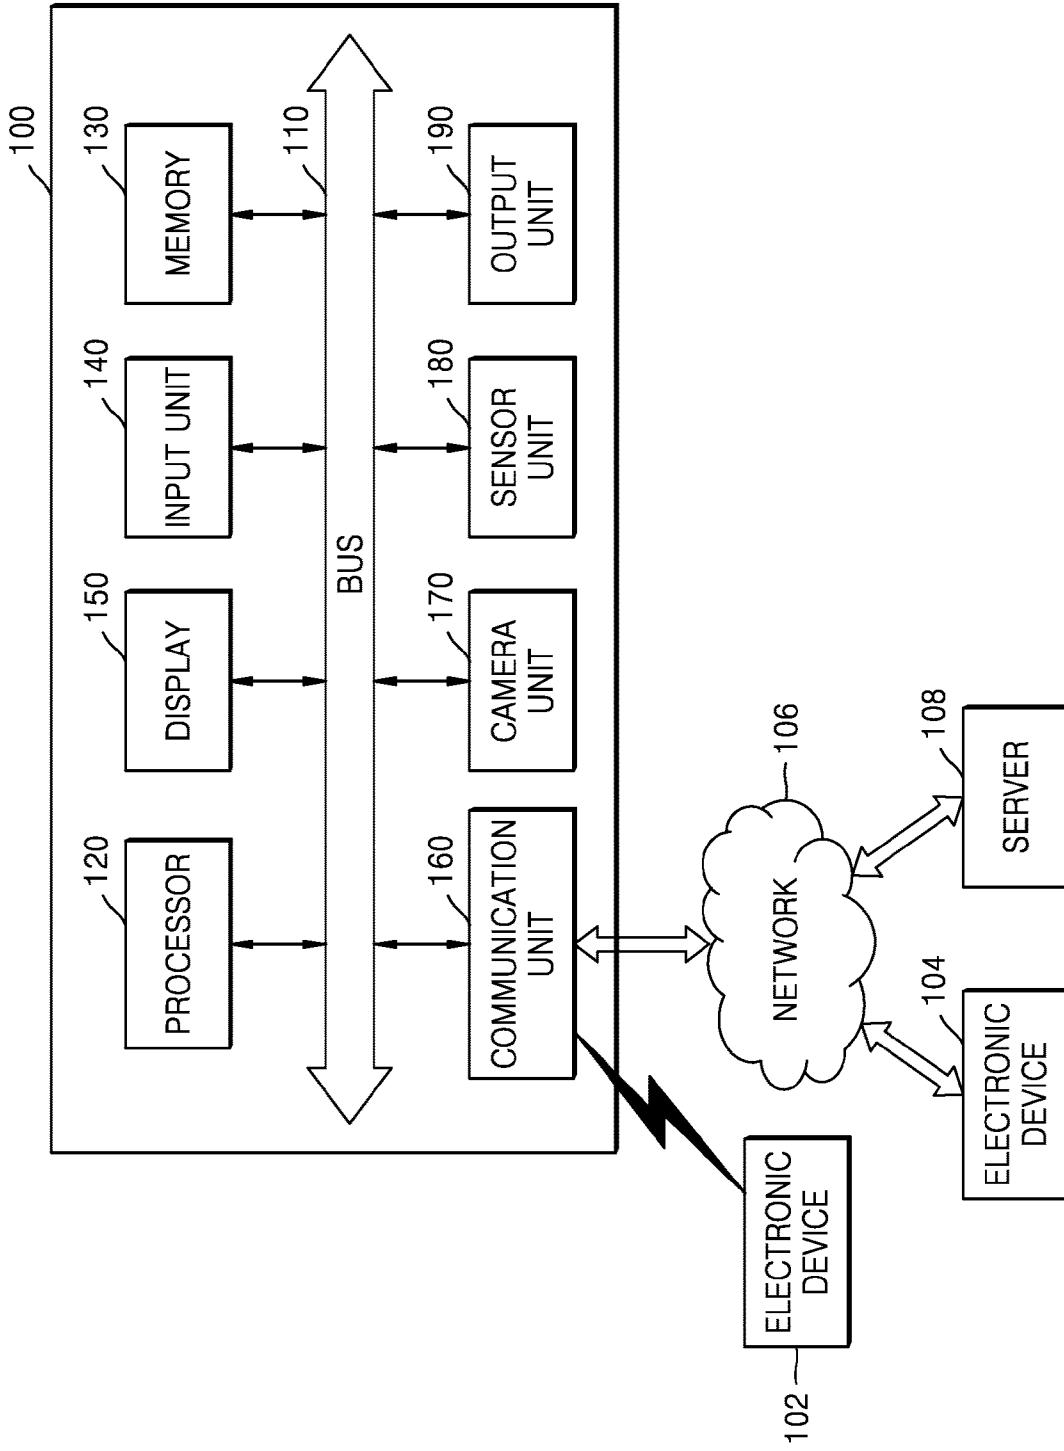 100
120
PROCESSOR
150
DISPLAY
140
INPUT UNIT
130
MEMORY
BUS
110
160
COMMUNICATION
UNIT
170
CAMERA
UNIT
180
SENSOR
UNIT
190
OUTPUT
UNIT
102
ELECTRONIC
DEVICE
NETWORK
106
ELECTRONIC
DEVICE
104
SERVER
108